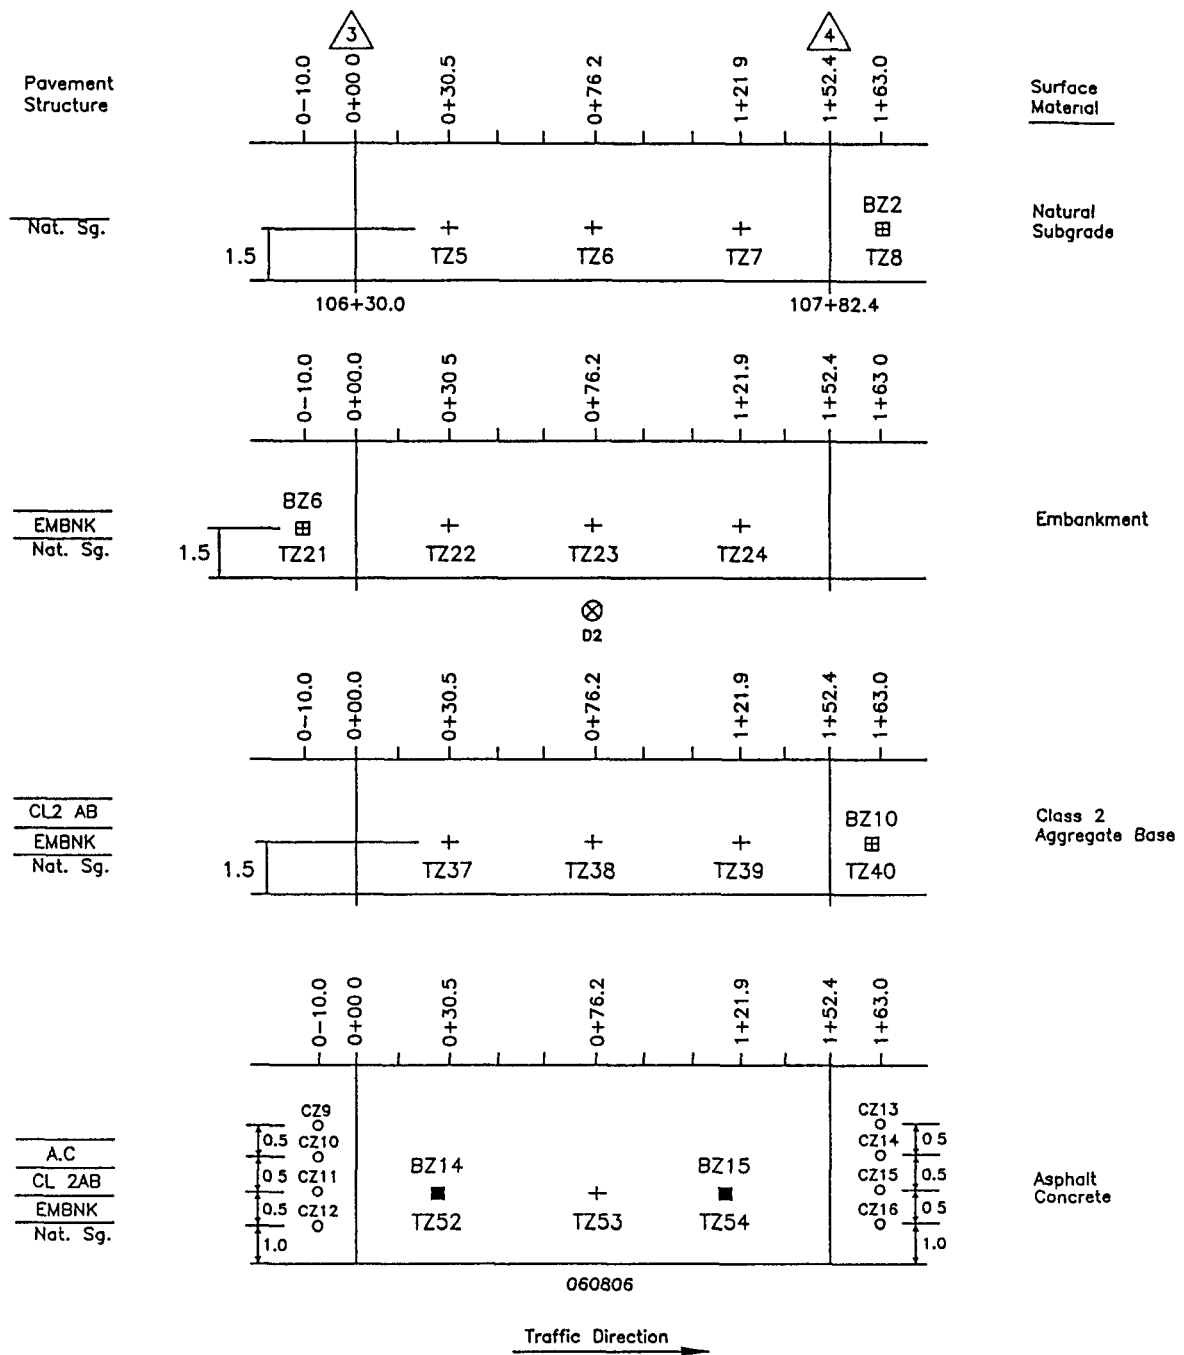 3
4
Pavement
Structure
0-10.0
0+00 0
0+30.5
0+76.2
1+21 9
1+52.4
1+63.0
Surface
Material
Nat. Sg.
1.5
TZ5
TZ6
TZ7
BZ2
TZ8
Natural
Subgrade
106+30.0
107+82.4
0-10.0
0+00.0
0+30 5
0+76.2
1+21.9
1+52.4
1+63 0
EMBNK
Nat. Sg.
1.5
BZ6
TZ21
TZ22
TZ23
TZ24
Embankment
D2
0-10.0
0+00.0
0+30.5
0+76.2
1+21.9
1+52.4
1+63.0
CL2 AB
EMBNK
Nat. Sg.
1.5
TZ37
TZ38
TZ39
BZ10
TZ40
Class 2
Aggregate Base
0-10.0
0+00 0
0+30.5
0+76.2
1+21.9
1+52.4
1+63.0
A.C
CL 2AB
EMBNK
Nat. Sg.
CZ9
0.5
CZ10
0 5
CZ11
0.5
CZ12
1.0
BZ14
TZ52
TZ53
BZ15
TZ54
CZ13
0 5
CZ14
0.5
CZ15
0 5
CZ16
1.0
Asphalt
Concrete
060806
Traffic Direction